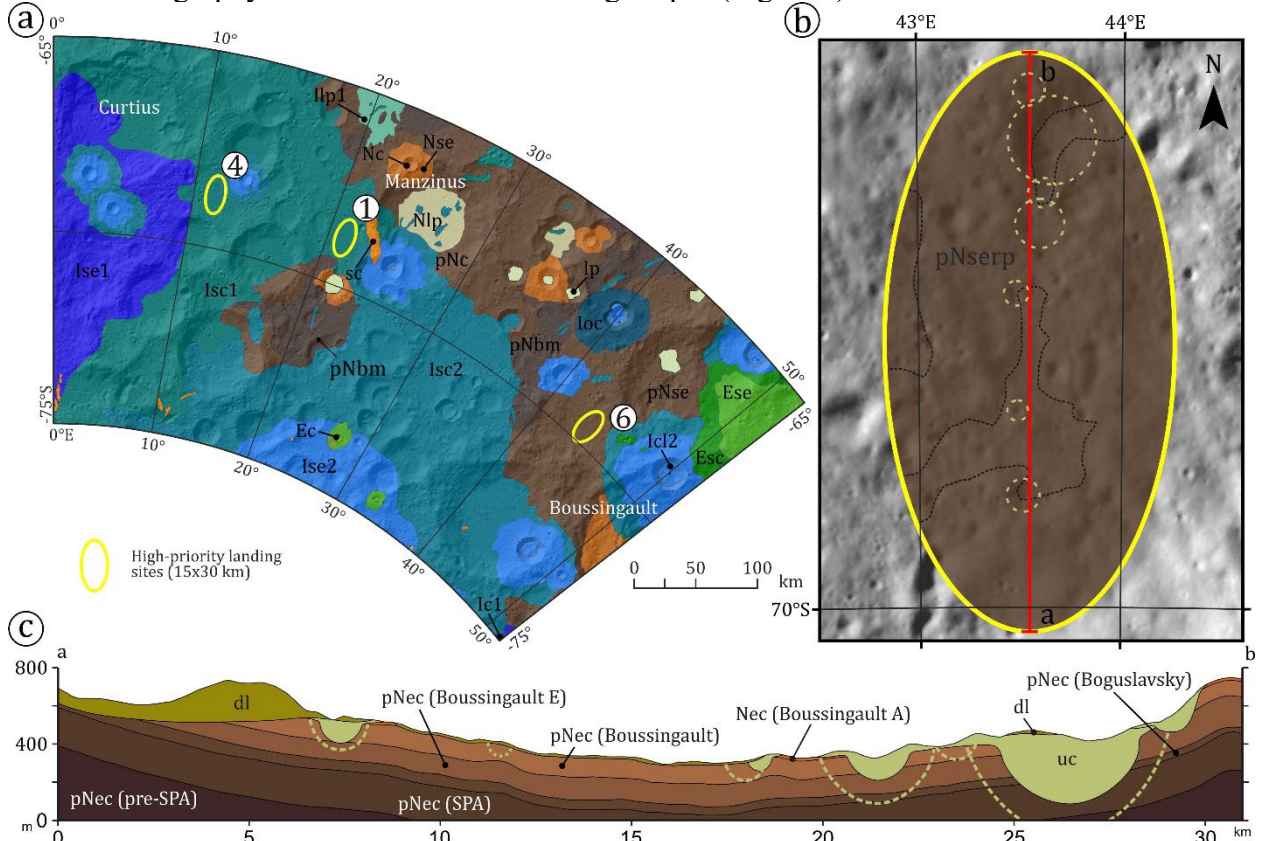 ⓐ
0°
-65°
10°
20°
30°
40°
50°
-65°
Curtius
Ilp1
Nc
Nse
Manzinus
④
①
Nlp
pNc
sc
Ise1
Isc1
lp
Ioc
pNbm
pNbm
Isc2
pNse
Ese
⑥
Ec
Icl2
Esc
Ise2
Boussingault
-75°S
0°E
10°
20°
30°
40°
Ic1
50°
-75°
High-priority landing
sites (15x30 km)
0 50 100
km
ⓑ
43°E 44°E
N
b
pNserp
70°S
a
ⓒ
a b
800
400
0
m
dl
pNec (Boussingault E)
pNec (Boussingault)
Nec (Boussingault A)
dl
pNec (Boguslavsky)
uc
pNec (pre-SPA)
pNec (SPA)
0 5 10 15 20 25 30
km